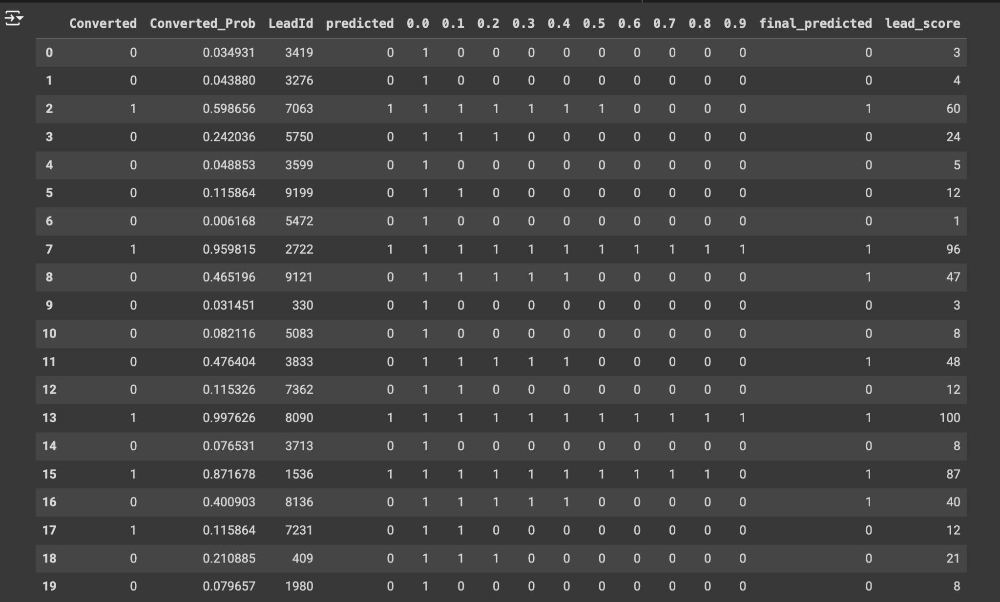 Converted Converted_Prob LeadId predicted 0.0 0.1 0.2 0.3 0.4 0.5 0.6 0.7 0.8 0.9 final_predicted lead_score
0 0 0.034931 3419 0 1 0 0 0 0 0 0 0 0 0 0 3
1 0 0.043880 3276 0 1 0 0 0 0 0 0 0 0 0 0 4
2 1 0.598656 7063 1 1 1 1 1 1 1 0 0 0 0 1 60
3 0 0.242036 5750 0 1 1 1 0 0 0 0 0 0 0 0 24
4 0 0.048853 3599 0 1 0 0 0 0 0 0 0 0 0 0 5
5 0 0.115864 9199 0 1 1 0 0 0 0 0 0 0 0 0 12
6 0 0.006168 5472 0 1 0 0 0 0 0 0 0 0 0 0 1
7 1 0.959815 2722 1 1 1 1 1 1 1 1 1 1 1 1 96
8 0 0.465196 9121 0 1 1 1 1 1 0 0 0 0 0 1 47
9 0 0.031451 330 0 1 0 0 0 0 0 0 0 0 0 0 3
10 0 0.082116 5083 0 1 0 0 0 0 0 0 0 0 0 0 8
11 0 0.476404 3833 0 1 1 1 1 1 0 0 0 0 0 1 48
12 0 0.115326 7362 0 1 1 0 0 0 0 0 0 0 0 0 12
13 1 0.997626 8090 1 1 1 1 1 1 1 1 1 1 1 1 100
14 0 0.076531 3713 0 1 0 0 0 0 0 0 0 0 0 0 8
15 1 0.871678 1536 1 1 1 1 1 1 1 1 1 1 0 1 87
16 0 0.400903 8136 0 1 1 1 1 1 0 0 0 0 0 1 40
17 1 0.115864 7231 0 1 1 0 0 0 0 0 0 0 0 0 12
18 0 0.210885 409 0 1 1 1 0 0 0 0 0 0 0 0 21
19 0 0.079657 1980 0 1 0 0 0 0 0 0 0 0 0 0 8